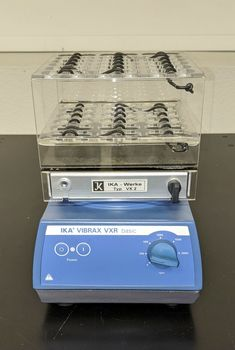 IKA - Werke
Typ VX 2
IKA® VIBRAX VXR basic
Power